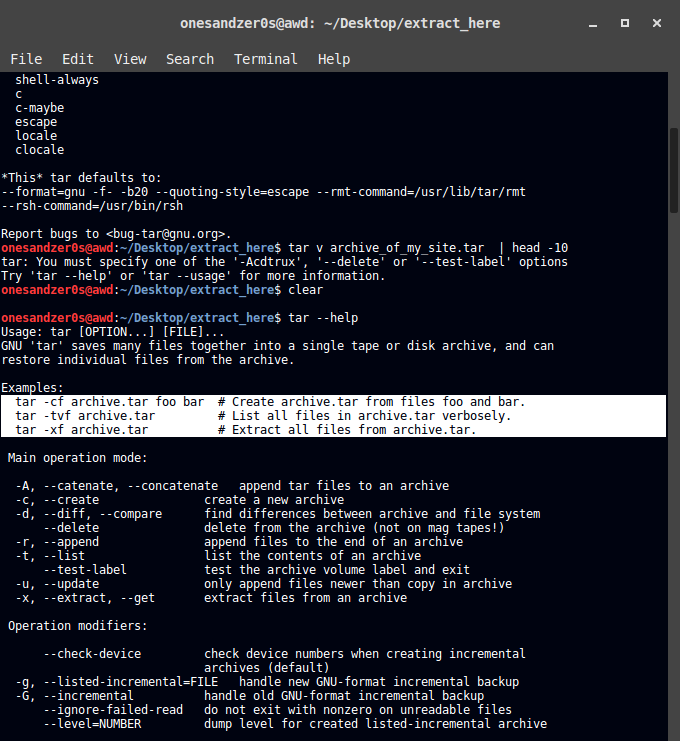 onesandzer0s@awd: ~/Desktop/extract_here
File Edit View Search Terminal Help
shell-always
c
c-maybe
escape
locale
clocale
*This* tar defaults to:
--format=gnu -f- -b20 --quoting-style=escape --rmt-command=/usr/lib/tar/rmt
--rsh-command=/usr/bin/rsh
Report bugs to <bug-tar@gnu.org>.
onesandzer0s@awd:~/Desktop/extract_here$ tar v archive_of_my_site.tar  | head -10
tar: You must specify one of the '-Acdtrux', '--delete' or '--test-label' options
Try 'tar --help' or 'tar --usage' for more information.
onesandzer0s@awd:~/Desktop/extract_here$ clear
onesandzer0s@awd:~/Desktop/extract_here$ tar --help
Usage: tar [OPTION...] [FILE]...
GNU 'tar' saves many files together into a single tape or disk archive, and can
restore individual files from the archive.
Examples:
tar -cf archive.tar foo bar  # Create archive.tar from files foo and bar.
tar -tvf archive.tar         # List all files in archive.tar verbosely.
tar -xf archive.tar          # Extract all files from archive.tar.
Main operation mode:
-A, --catenate, --concatenate   append tar files to an archive
-c, --create               create a new archive
-d, --diff, --compare      find differences between archive and file system
--delete               delete from the archive (not on mag tapes!)
-r, --append               append files to the end of an archive
-t, --list                 list the contents of an archive
--test-label           test the archive volume label and exit
-u, --update               only append files newer than copy in archive
-x, --extract, --get       extract files from an archive
Operation modifiers:
--check-device         check device numbers when creating incremental
archives (default)
-g, --listed-incremental=FILE   handle new GNU-format incremental backup
-G, --incremental          handle old GNU-format incremental backup
--ignore-failed-read   do not exit with nonzero on unreadable files
--level=NUMBER         dump level for created listed-incremental archive